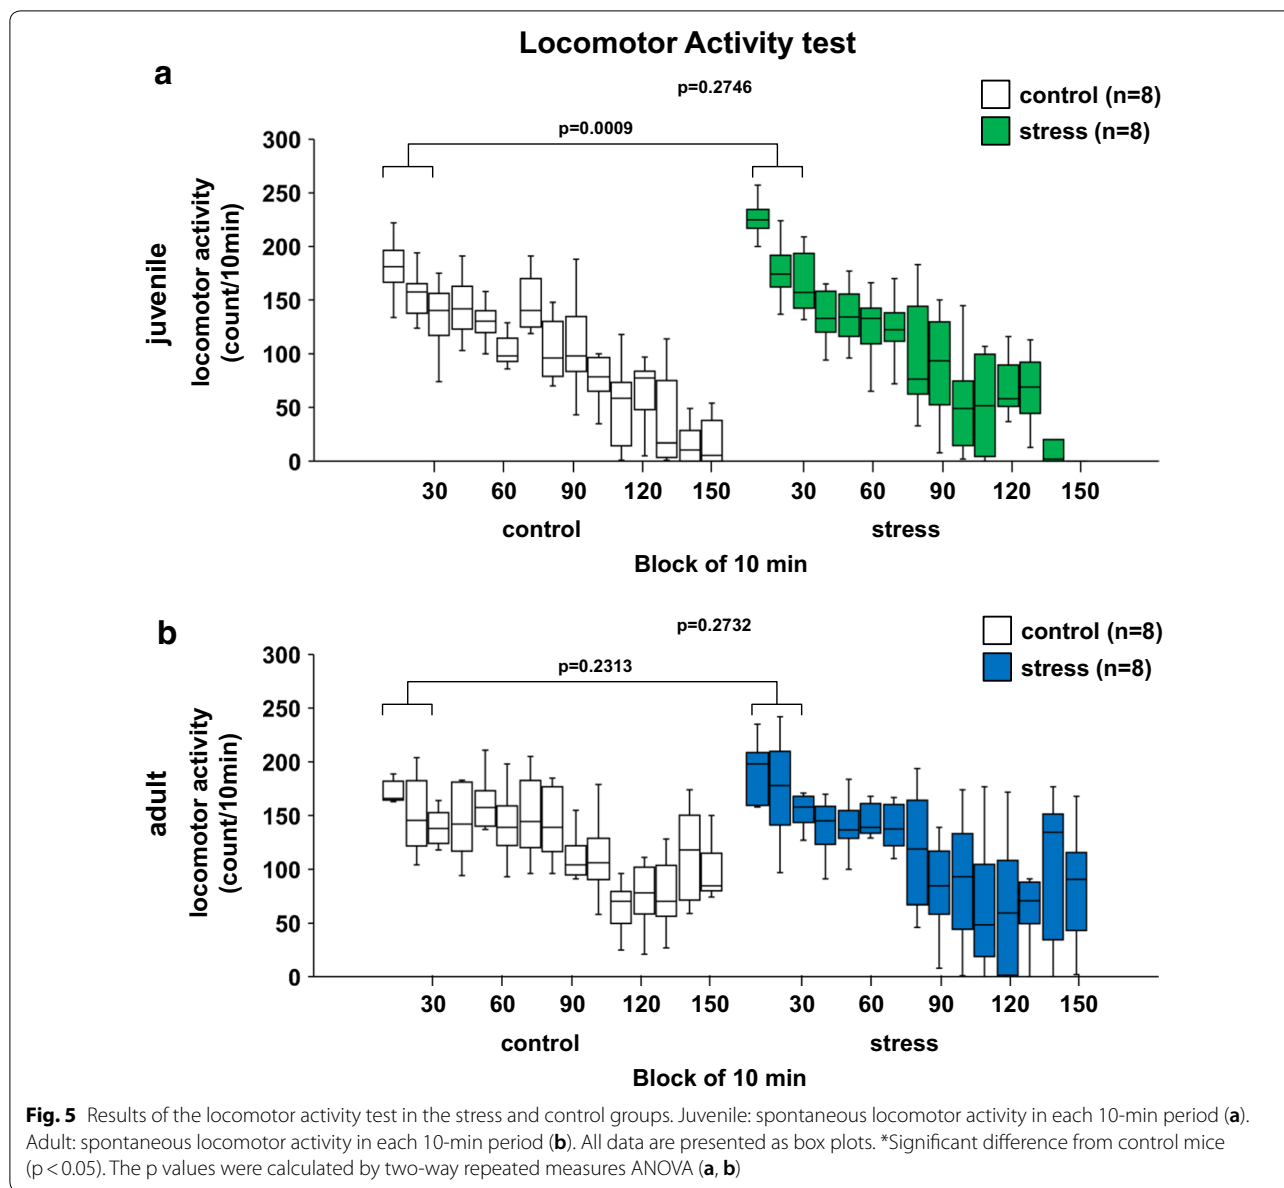 Locomotor Activity test
a
p=0.2746
control (n=8)
stress (n=8)
p=0.0009
juvenile
locomotor activity
(count/10min)
300
250
200
150
100
50
0
30 60 90 120 150 30 60 90 120 150
control stress
Block of 10 min
b
p=0.2732
control (n=8)
stress (n=8)
p=0.2313
adult
locomotor activity
(count/10min)
300
250
200
150
100
50
0
30 60 90 120 150 30 60 90 120 150
control stress
Block of 10 min
Fig. 5 Results of the locomotor activity test in the stress and control groups. Juvenile: spontaneous locomotor activity in each 10-min period (a).
Adult: spontaneous locomotor activity in each 10-min period (b). All data are presented as box plots. *Significant difference from control mice
(p < 0.05). The p values were calculated by two-way repeated measures ANOVA (a, b)